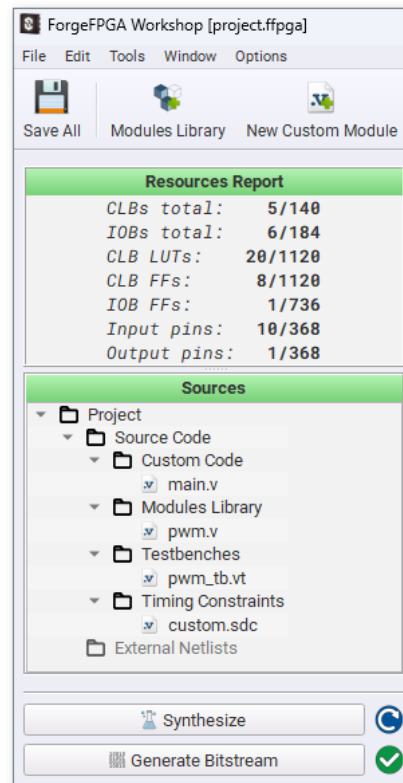 ForgeFPGA Workshop [project.ffpga]
File Edit Tools Window Options
Save All Modules Library New Custom Module
Resources Report
CLBs total: 5/140
IOBs total: 6/184
CLB LUTs: 20/1120
CLB FFs: 8/1120
IOB FFs: 1/736
Input pins: 10/368
Output pins: 1/368
Sources
Project
Source Code
Custom Code
main.v
Modules Library
pwm.v
Testbenches
pwm_tb.vt
Timing Constraints
custom.sdc
External Netlists
Synthesize
Generate Bitstream